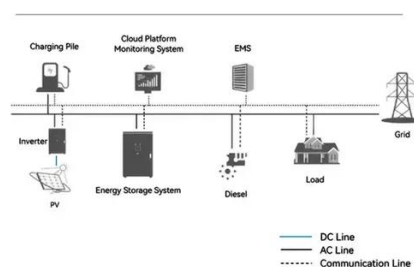 Charging Pile
Cloud Platform
Monitoring System
EMS
Grid
Inverter
PV
Energy Storage System
Diesel
Load
DC Line
AC Line
Communication Line